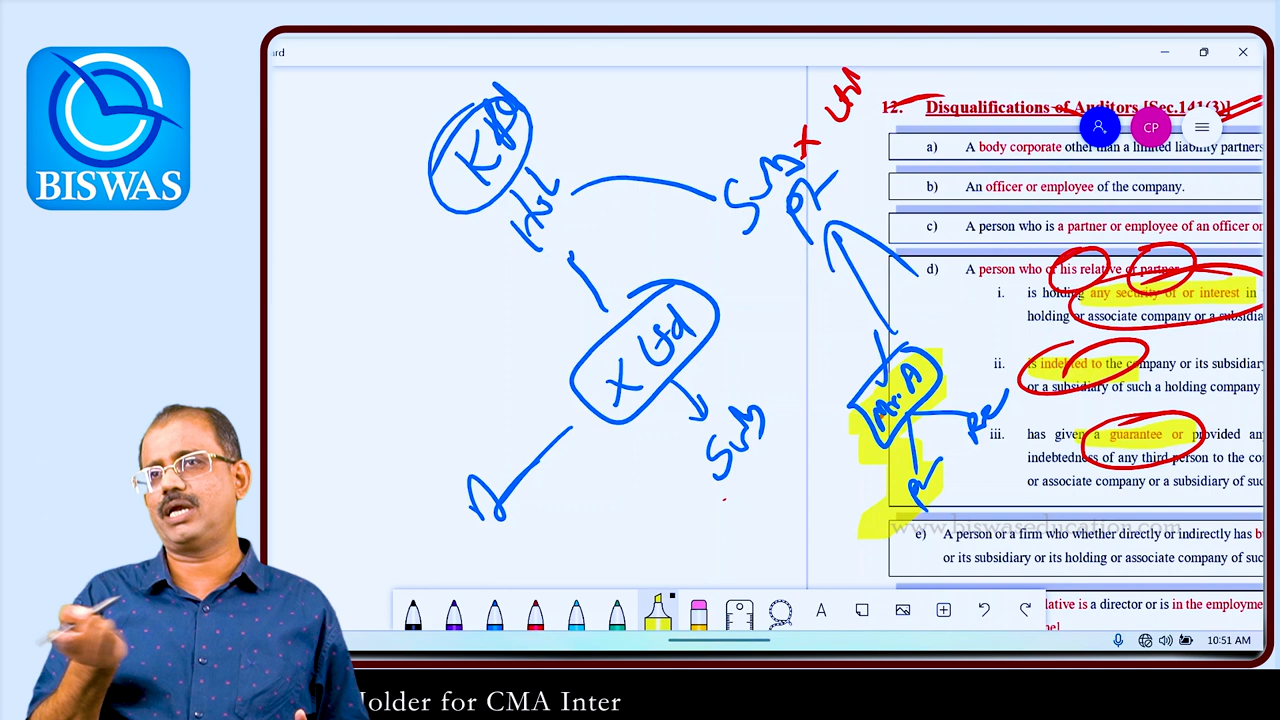 BISWAS
ard
12. Disqualifications of Auditors [Sec.141(3)]
CP
a) A body corporate other than a limited liability partners
b) An officer or employee of the company.
c) A person who is a partner or employee of an officer or
d) A person who or his relative or partner
i. is holding any security of or interest in
holding or associate company or a subsidia
ii. is indebted to the company or its subsidiary
or a subsidiary of such a holding company
iii. has given a guarantee or provided any
indebtedness of any third person to the co
or associate company or a subsidiary of suc
e) A person or a firm who whether directly or indirectly has b
or its subsidiary or its holding or associate company of suc
lative is a director or is in the employme
www.biswaseducation.com
Hol
Sub
X Ltd
X Ltd
Sub
Mr. A
A
10:51 AM
Holder for CMA Inter